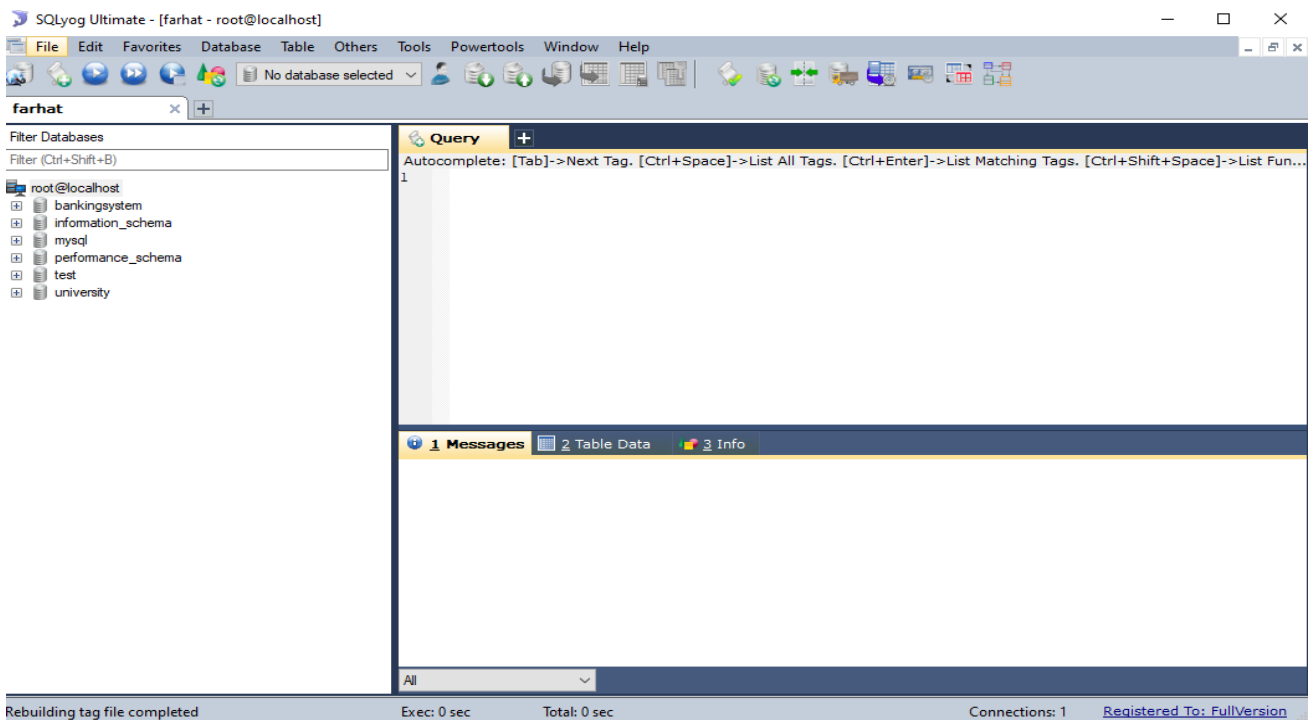 SQLyog Ultimate - [farhat - root@localhost]
File Edit Favorites Database Table Others Tools Powertools Window Help
No database selected
farhat
Filter Databases
Filter (Ctrl+Shift+B)
root@localhost
bankingsystem
information_schema
mysql
performance_schema
test
university
Query
Autocomplete: [Tab]->Next Tag. [Ctrl+Space]->List All Tags. [Ctrl+Enter]->List Matching Tags. [Ctrl+Shift+Space]->List Fun...
1
1 Messages 2 Table Data 3 Info
All
Rebuilding tag file completed Exec: 0 sec Total: 0 sec Connections: 1 Registered To: FullVersion